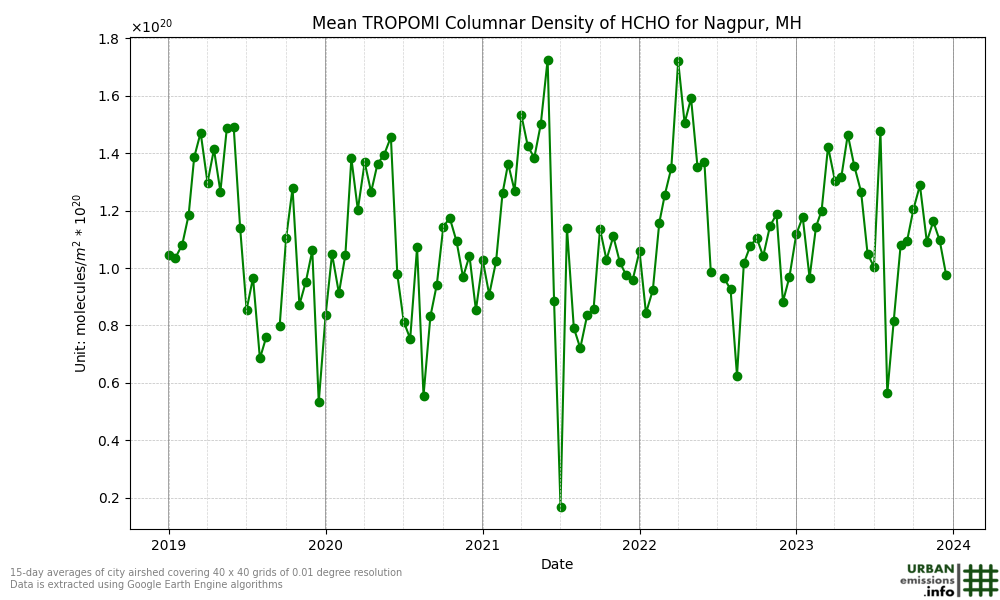 Mean TROPOMI Columnar Density of HCHO for Nagpur, MH
×10²⁰
1.8
1.6
1.4
1.2
1.0
0.8
0.6
0.4
0.2
Unit: molecules/m² * 10²⁰
2019 2020 2021 2022 2023 2024
Date
15-day averages of city airshed covering 40 x 40 grids of 0.01 degree resolution
Data is extracted using Google Earth Engine algorithms
URBAN
emissions
.info